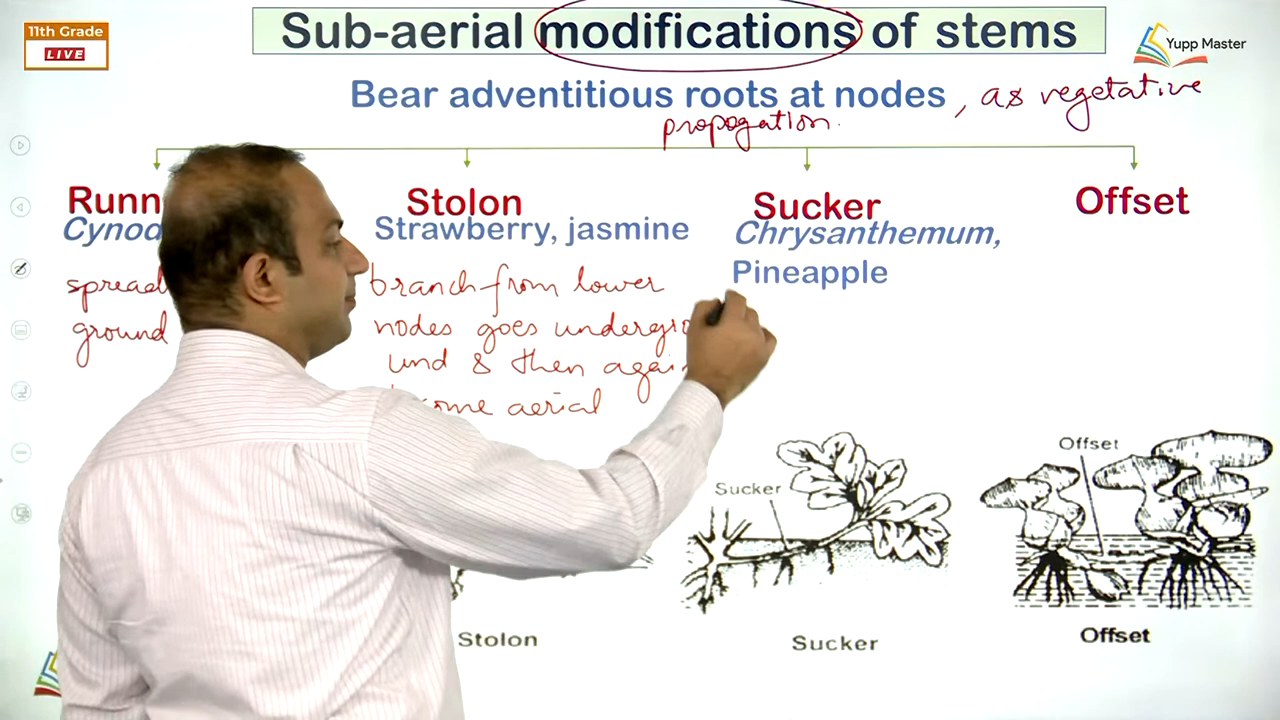 11th Grade
LIVE
Sub-aerial modifications of stems
Yupp Master
Bear adventitious roots at nodes , as vegetative
propogation.
Runn
Stolon
Sucker
Offset
Cynod
Strawberry, jasmine
Chrysanthemum,
Pineapple
spread
ground
branch from lower
nodes goes undergro
und & then again
aerial
Sucker
Offset
Stolon
Sucker
Offset